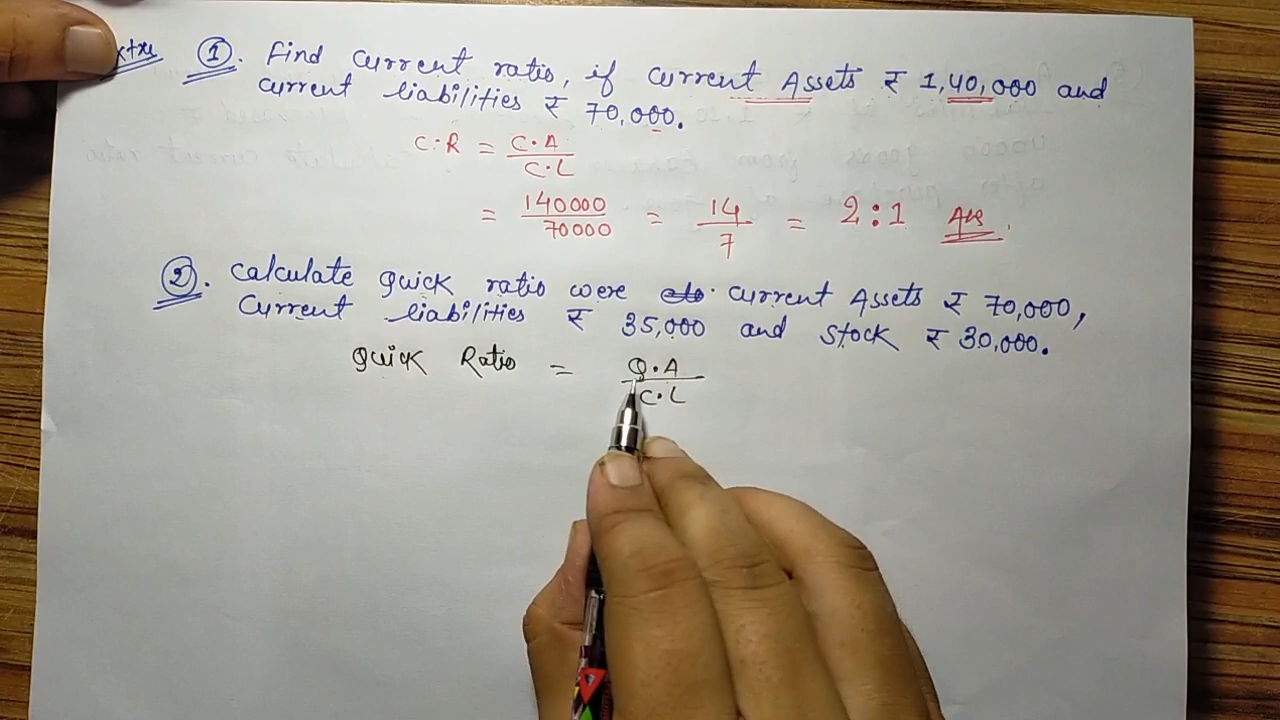 ①. Find current ratio, if current Assets ₹ 1,40,000 and
current liabilities ₹ 70,000.
C.R = C.A / C.L
= 140000 / 70000 = 14 / 7 = 2:1 Ans.
②. Calculate quick ratio were current Assets ₹ 70,000,
Current liabilities ₹ 35,000 and stock ₹ 30,000.
Quick Ratio = Q.A / C.L